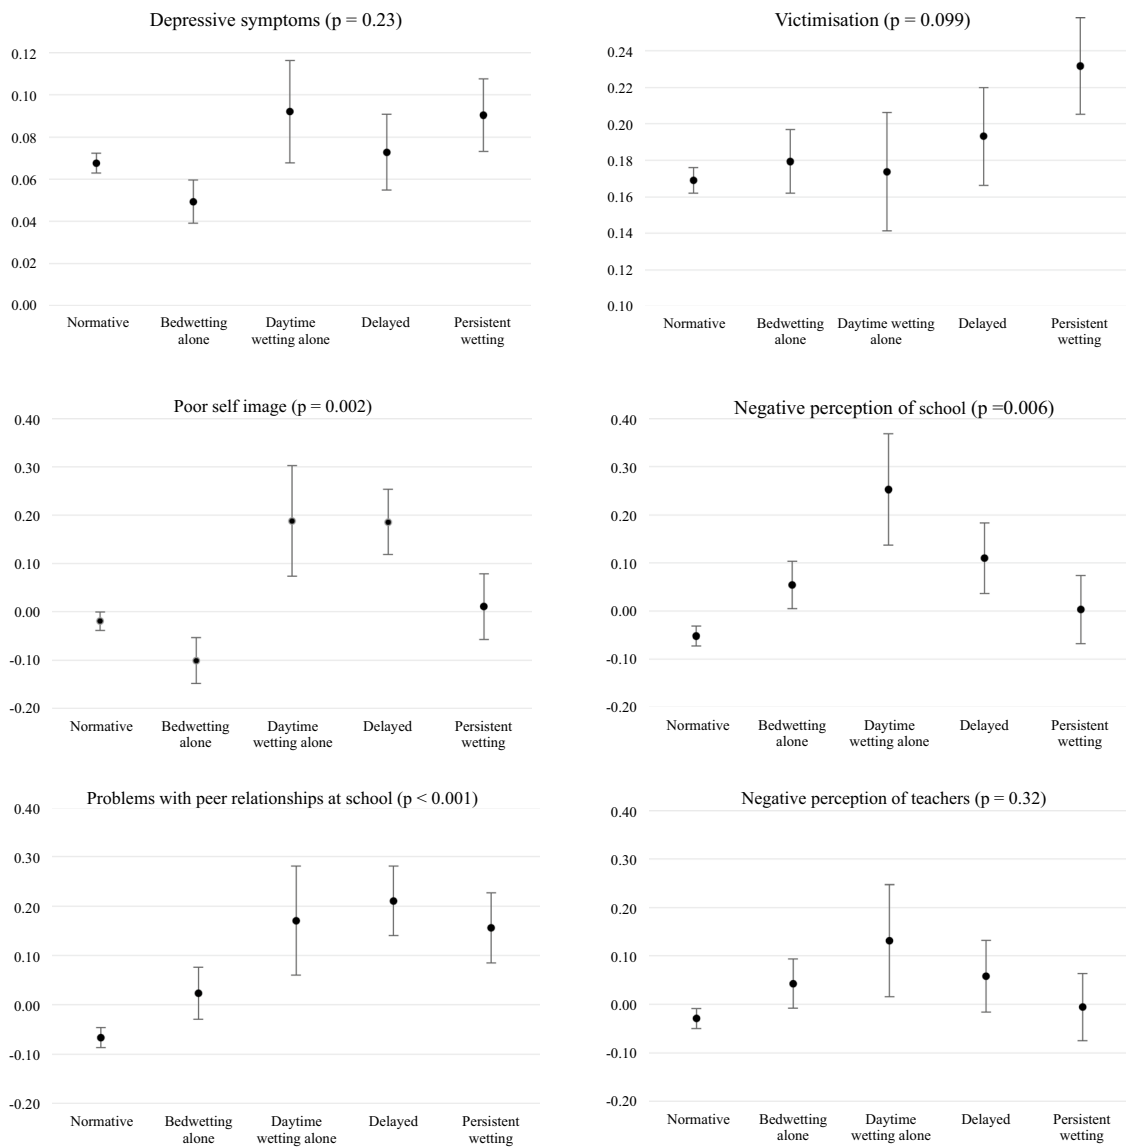 Depressive symptoms (p = 0.23)
0.12
0.10
0.08
0.06
0.04
0.02
0.00
Normative
Bedwetting
alone
Daytime
wetting alone
Delayed
Persistent
wetting
Victimisation (p = 0.099)
0.24
0.22
0.20
0.18
0.16
0.14
0.12
0.10
Normative
Bedwetting
alone
Daytime wetting
alone
Delayed
Persistent
wetting
Poor self image (p = 0.002)
0.40
0.30
0.20
0.10
0.00
-0.10
-0.20
Normative
Bedwetting
alone
Daytime
wetting alone
Delayed
Persistent
wetting
Negative perception of school (p =0.006)
0.40
0.30
0.20
0.10
0.00
-0.10
-0.20
Normative
Bedwetting
alone
Daytime
wetting alone
Delayed
Persistent
wetting
Problems with peer relationships at school (p < 0.001)
0.40
0.30
0.20
0.10
0.00
-0.10
-0.20
Normative
Bedwetting
alone
Daytime
wetting alone
Delayed
Persistent
wetting
Negative perception of teachers (p = 0.32)
0.40
0.30
0.20
0.10
0.00
-0.10
-0.20
Normative
Bedwetting
alone
Daytime
wetting alone
Delayed
Persistent
wetting